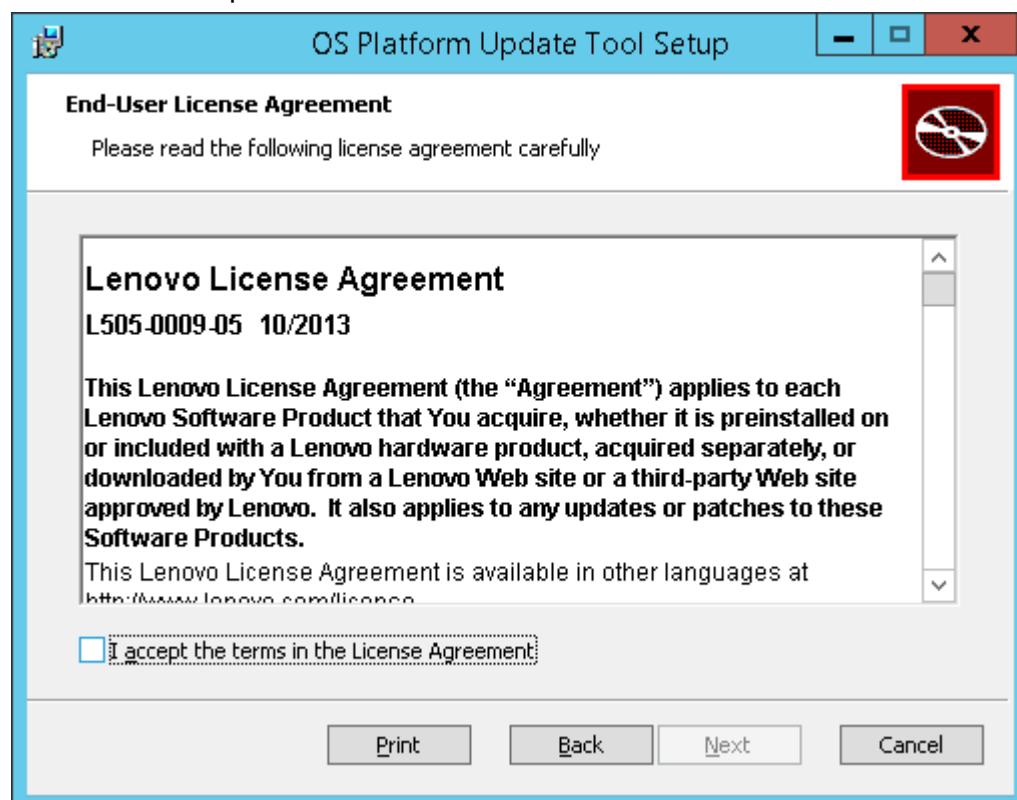 OS Platform Update Tool Setup
End-User License Agreement
Please read the following license agreement carefully
Lenovo License Agreement
L505-0009-05 10/2013
This Lenovo License Agreement (the “Agreement”) applies to each
Lenovo Software Product that You acquire, whether it is preinstalled on
or included with a Lenovo hardware product, acquired separately, or
downloaded by You from a Lenovo Web site or a third-party Web site
approved by Lenovo. It also applies to any updates or patches to these
Software Products.
This Lenovo License Agreement is available in other languages at
http://www.lenovo.com/license
I accept the terms in the License Agreement
Print Back Next Cancel